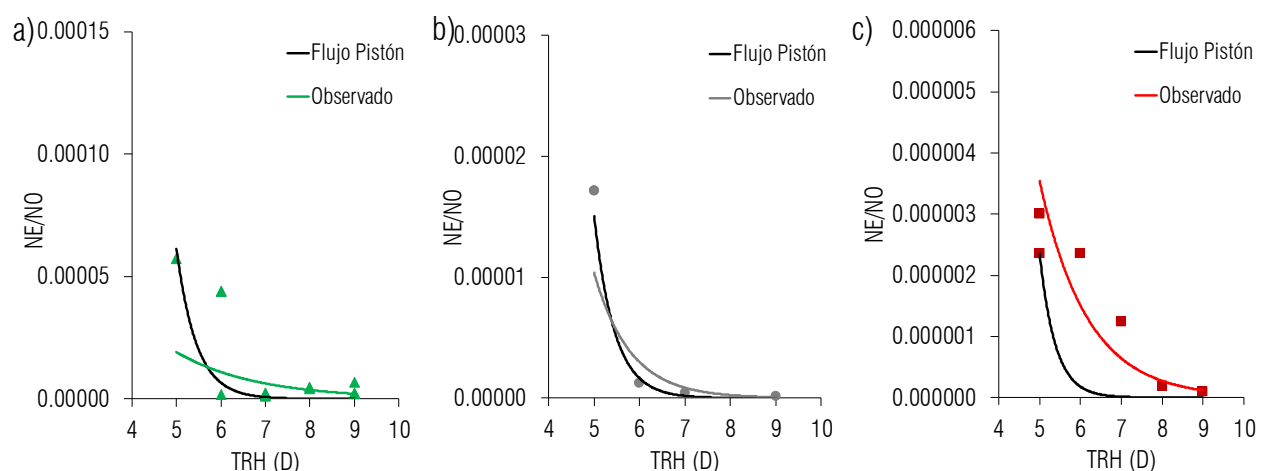 a)
0.00015
0.00010
0.00005
0.00000
NE/NO
4 5 6 7 8 9 10
TRH (D)
Flujo Pistón
Observado
b)
0.00003
0.00002
0.00001
0.00000
NE/NO
4 5 6 7 8 9 10
TRH (D)
Flujo Pistón
Observado
c)
0.000006
0.000005
0.000004
0.000003
0.000002
0.000001
0.000000
NE/NO
4 5 6 7 8 9 10
TRH (D)
Flujo Pistón
Observado